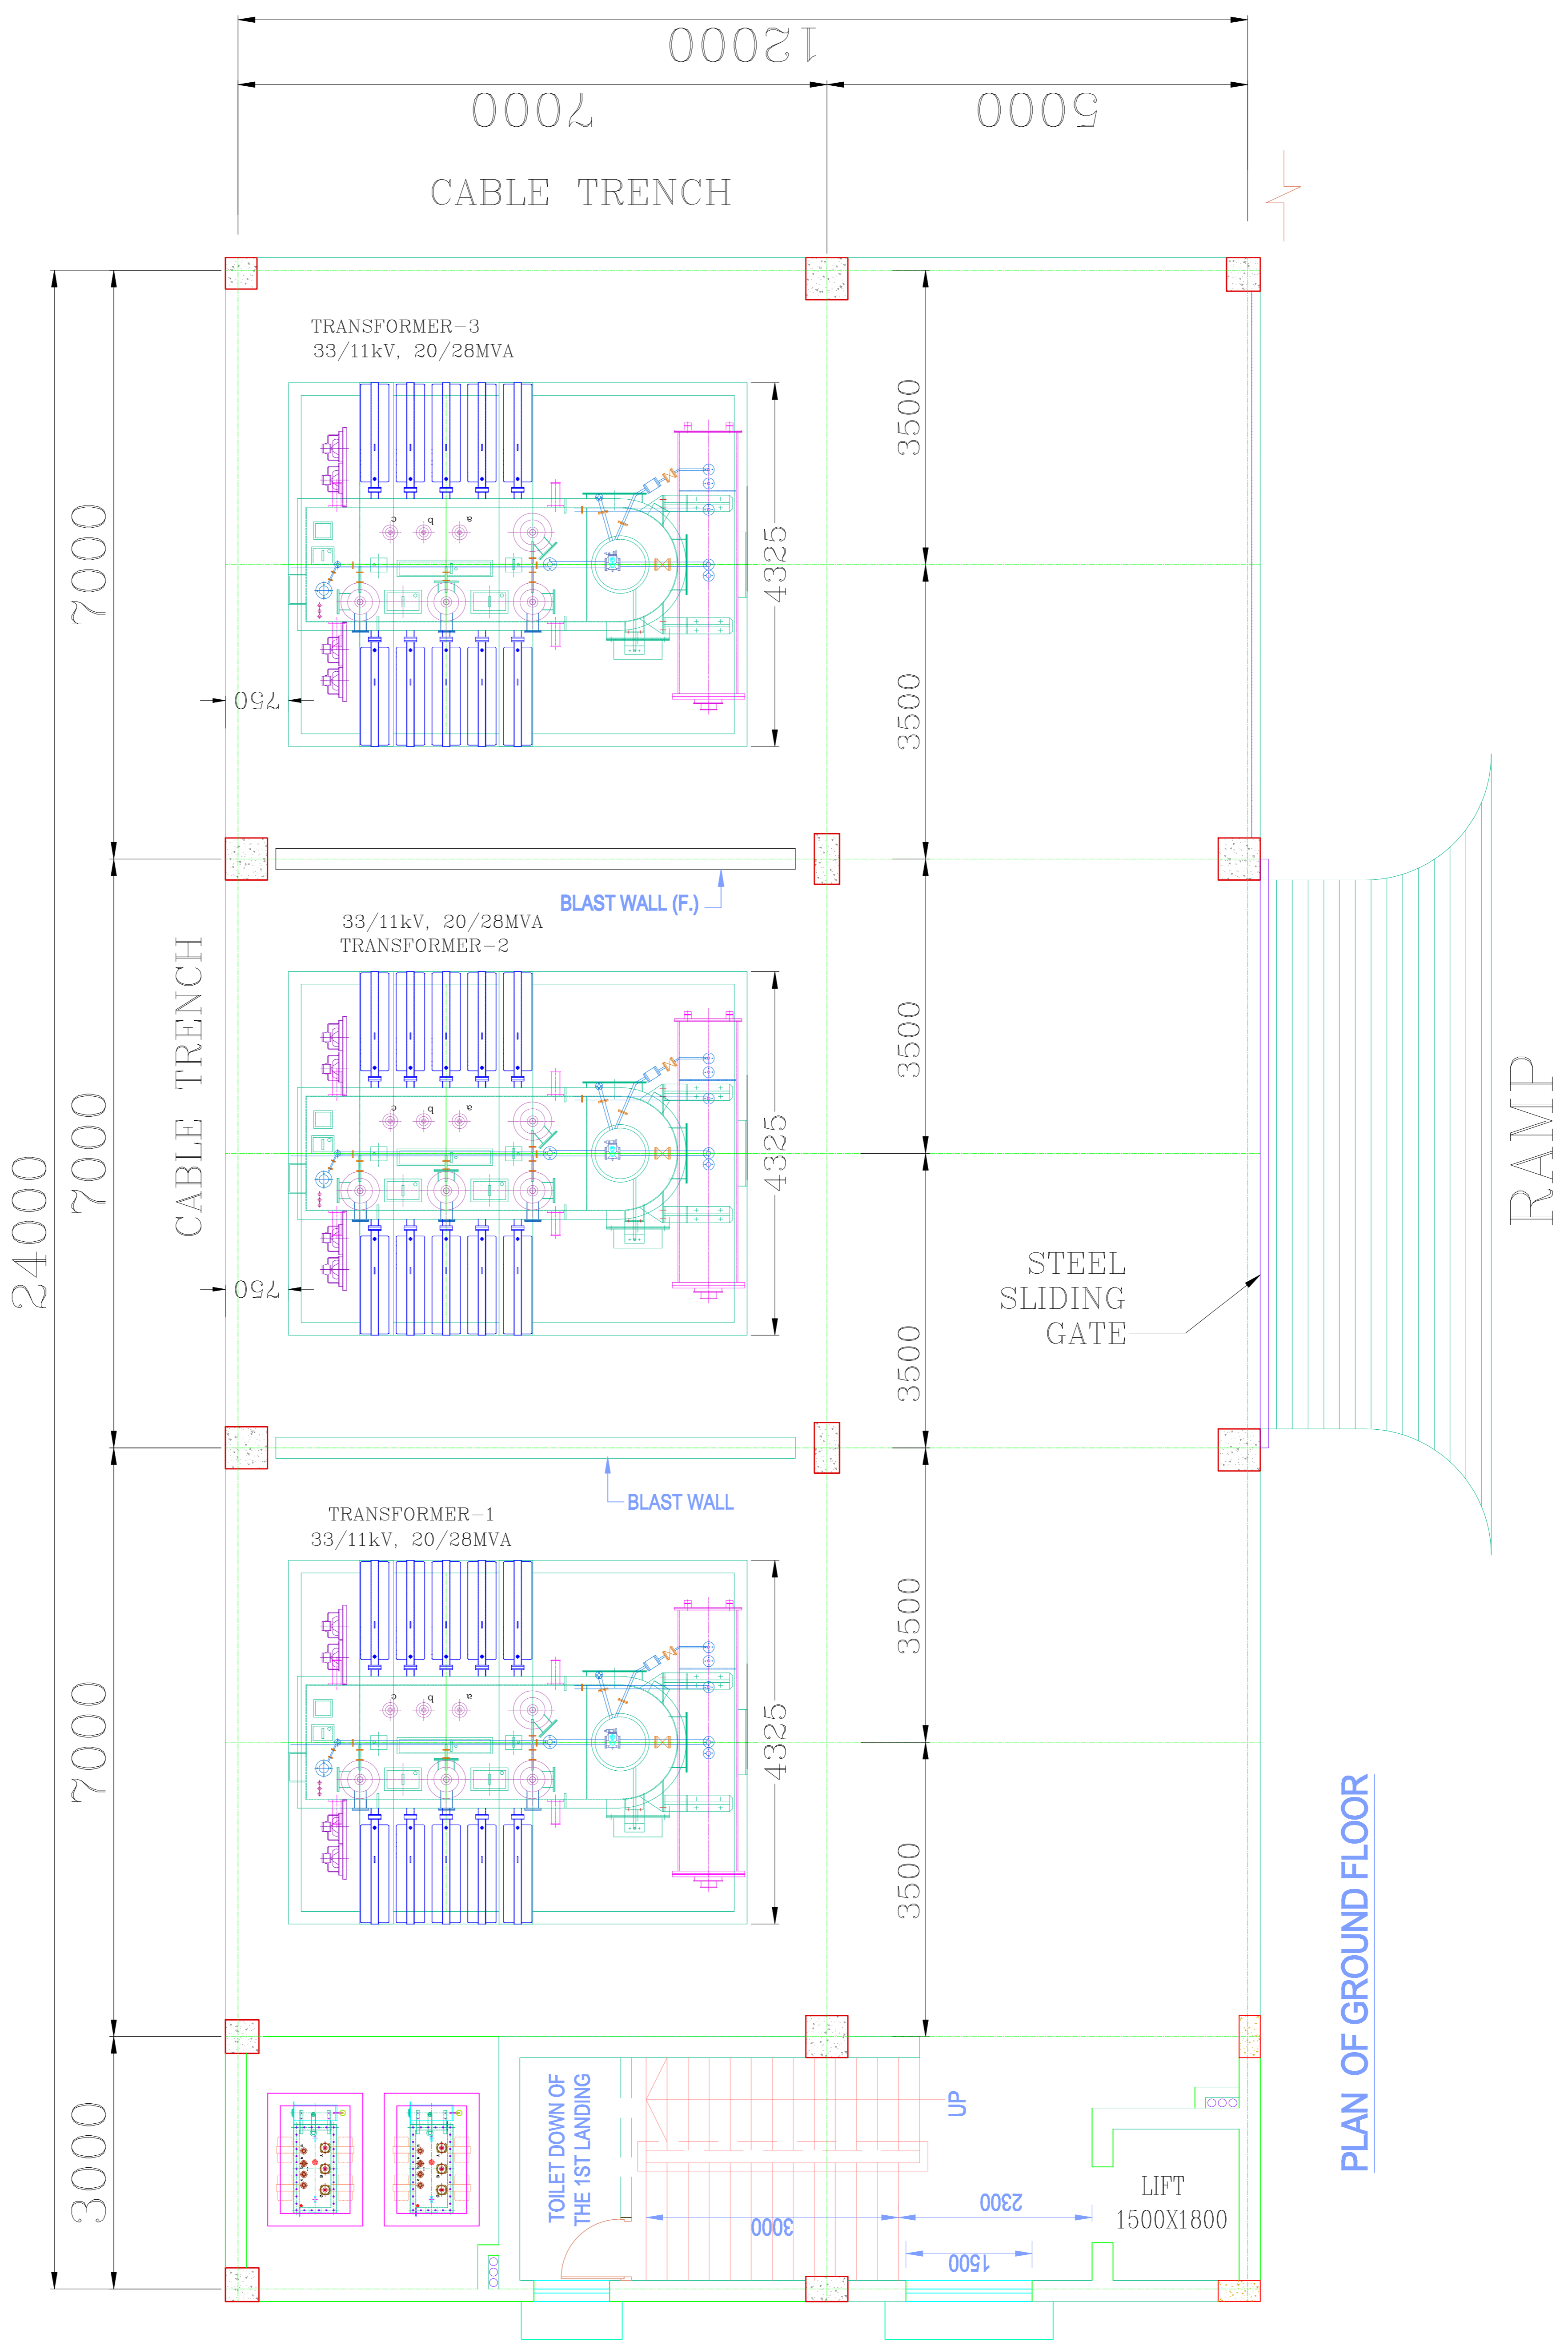 12000
7000
5000
CABLE TRENCH
TRANSFORMER-3
33/11kV, 20/28MVA
3500
7000
c b a
4325
3500
750
BLAST WALL (F.)
33/11kV, 20/28MVA
TRANSFORMER-2
CABLE TRENCH
3500
7000
24000
c b a
4325
RAMP
STEEL
SLIDING
GATE
750
3500
BLAST WALL
TRANSFORMER-1
33/11kV, 20/28MVA
3500
7000
c b a
4325
3500
PLAN OF GROUND FLOOR
3000
TOILET DOWN OF
THE 1ST LANDING
UP
LIFT
1500X1800
2300
3000
1500